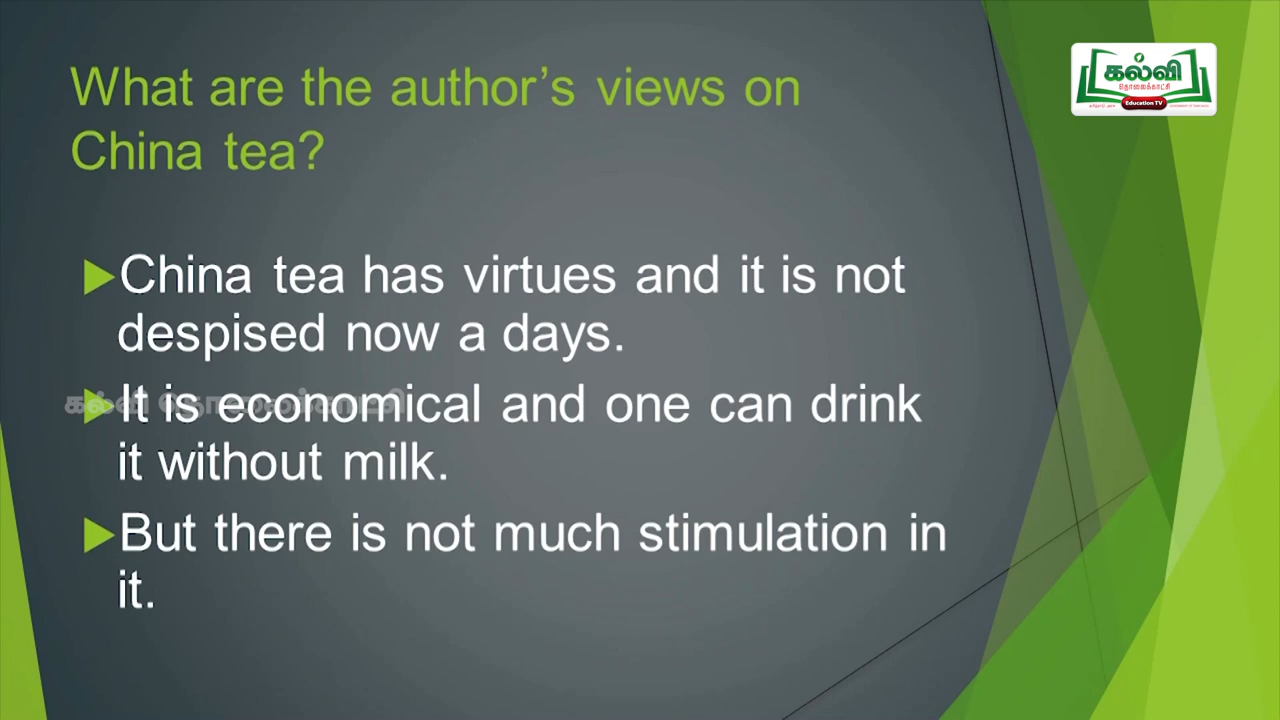 What are the author’s views on
China tea?
கல்வி
தொலைக்காட்சி
Education TV
China tea has virtues and it is not
despised now a days.
கல்வி தொலைக்காட்சி
It is economical and one can drink
it without milk.
But there is not much stimulation in
it.